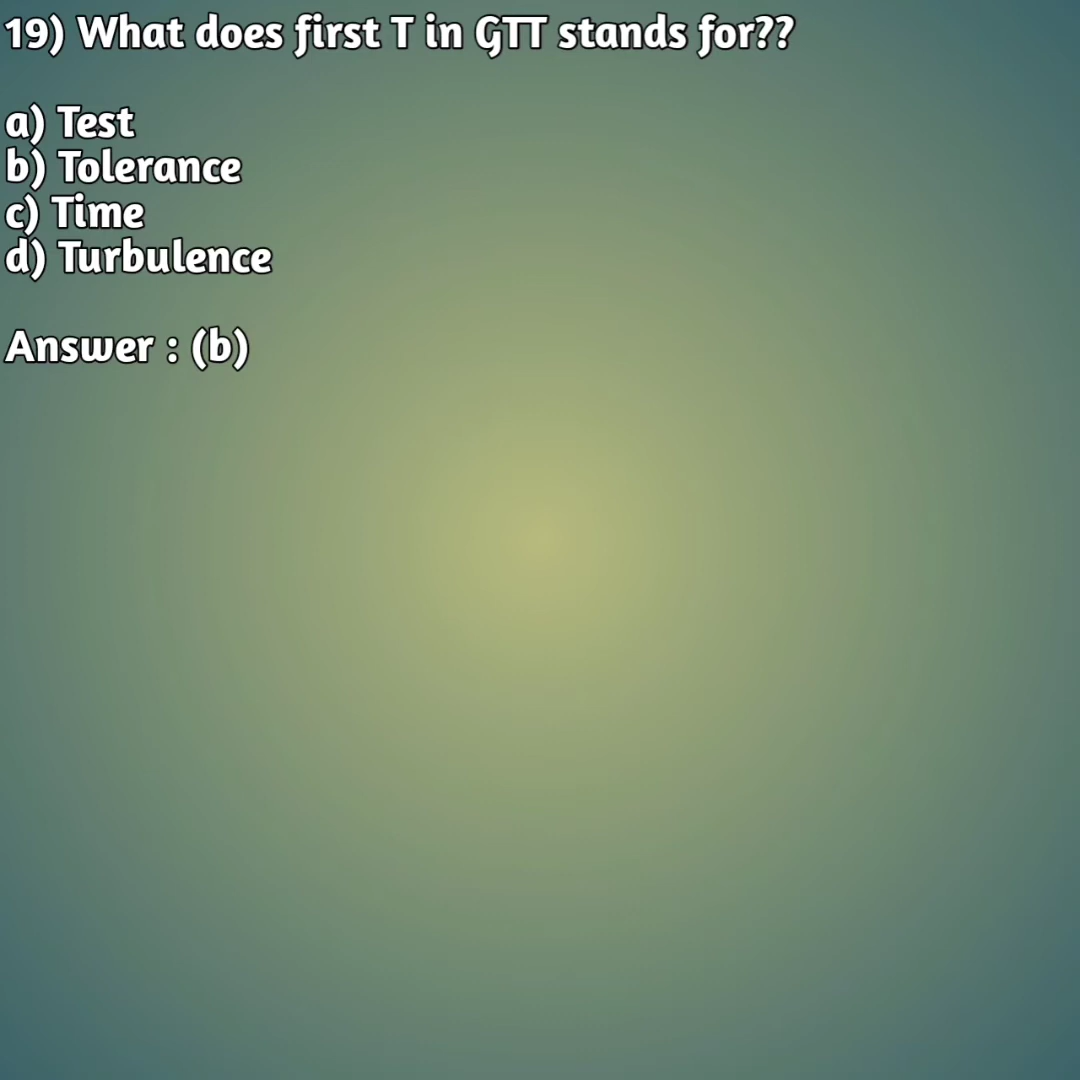 19) What does first T in GTT stands for??
a) Test
b) Tolerance
c) Time
d) Turbulence
Answer : (b)